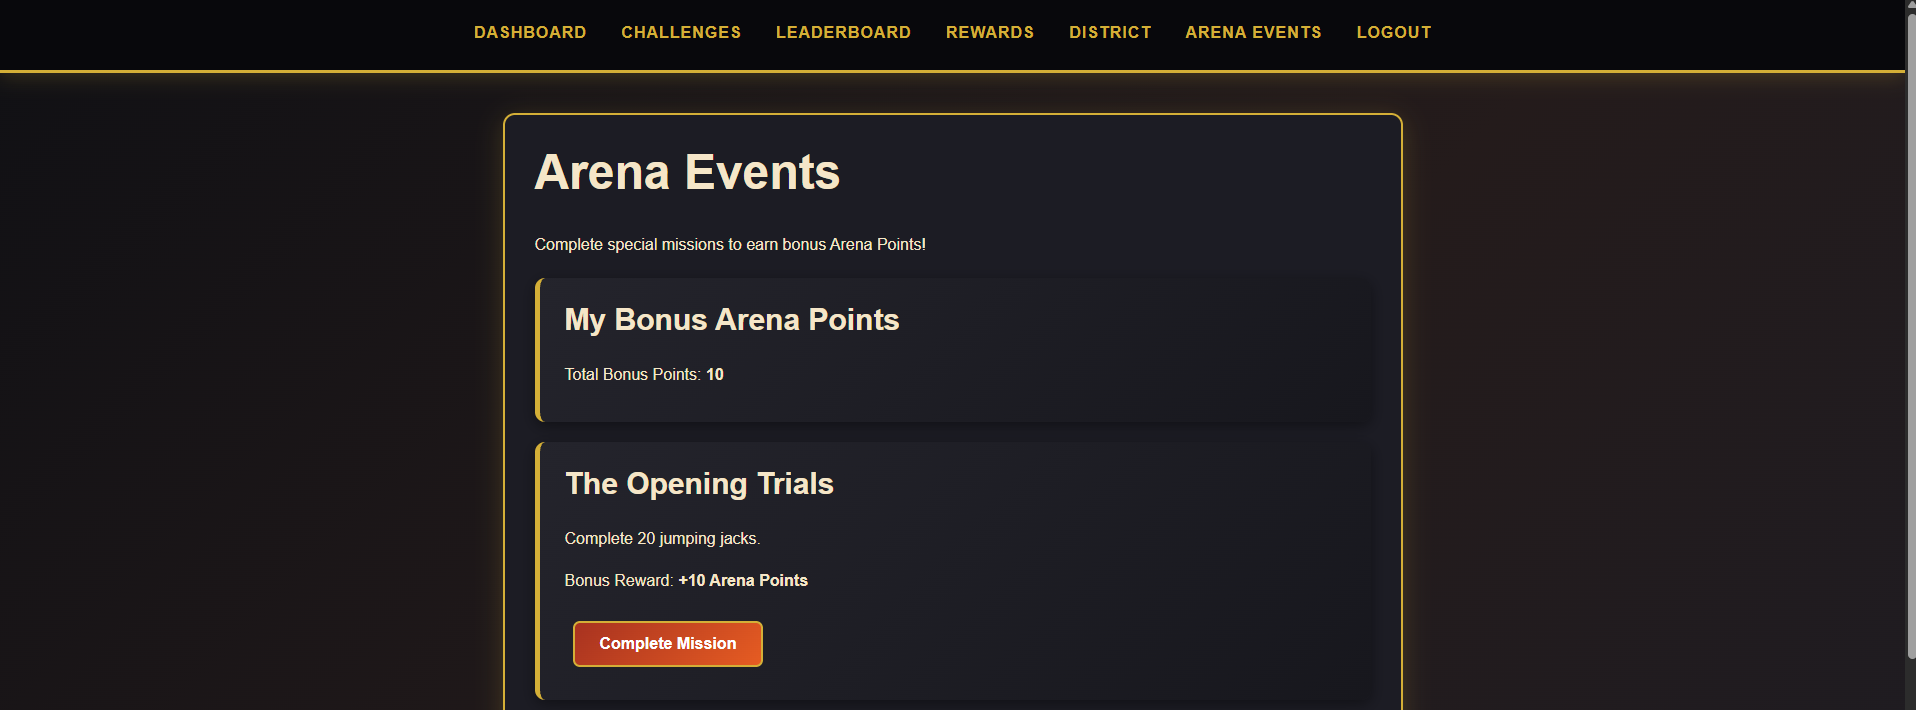 DASHBOARD CHALLENGES LEADERBOARD REWARDS DISTRICT ARENA EVENTS LOGOUT
Arena Events
Complete special missions to earn bonus Arena Points!
My Bonus Arena Points
Total Bonus Points: 10
The Opening Trials
Complete 20 jumping jacks.
Bonus Reward: +10 Arena Points
Complete Mission